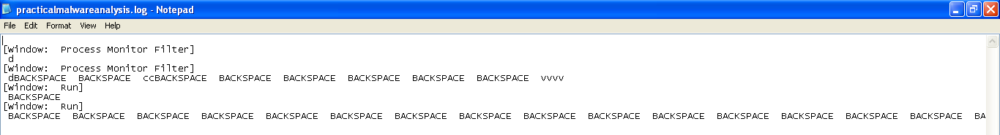 practicalmalwareanalysis.log - Notepad
File Edit Format View Help
[Window: Process Monitor Filter]
d
[Window: Process Monitor Filter]
dBACKSPACE BACKSPACE ccBACKSPACE BACKSPACE BACKSPACE BACKSPACE BACKSPACE BACKSPACE vvvv
[Window: Run]
BACKSPACE
[Window: Run]
BACKSPACE BACKSPACE BACKSPACE BACKSPACE BACKSPACE BACKSPACE BACKSPACE BACKSPACE BACKSPACE BACKSPACE BACKSPACE BACKSPACE BACKSPACE BACKSPACE BACKSPACE BA